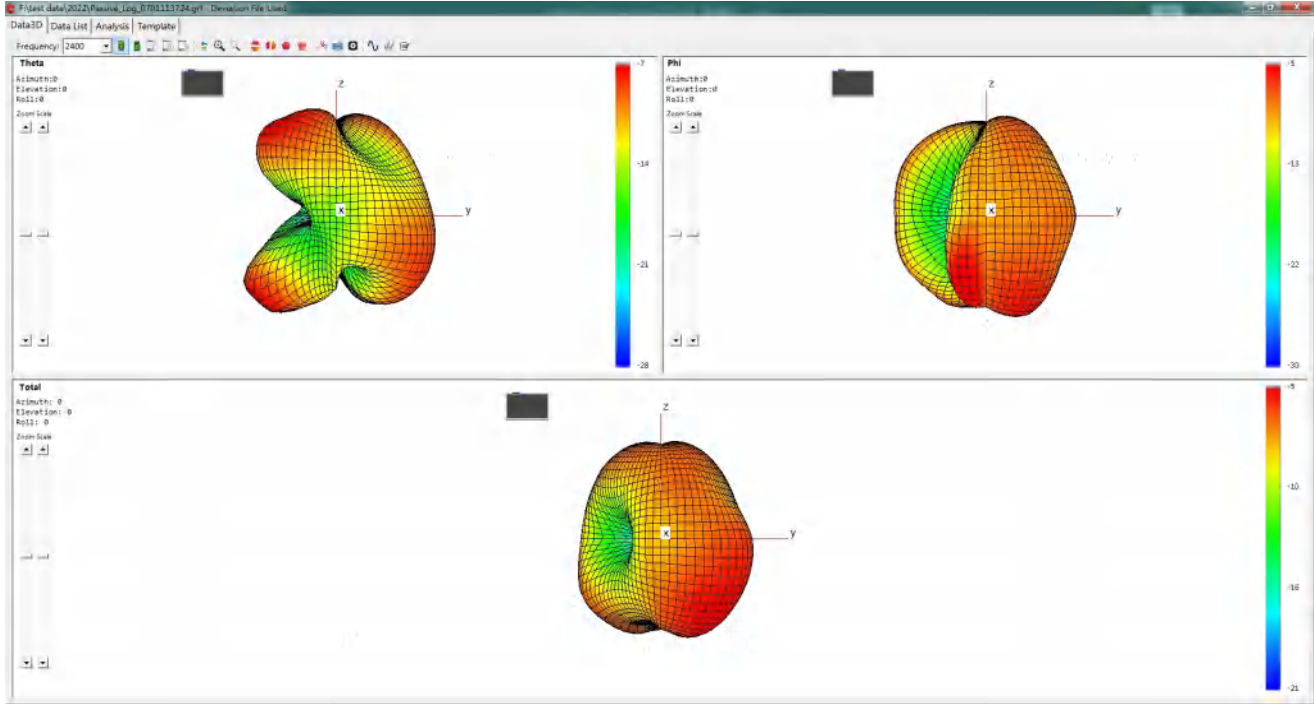 F:\test data\2022\Passive_Log_0701113724.grf - Deviation File Used
Data3D Data List Analysis Template
Frequency: 2400
Theta
Azimuth:0
Elevation:0
Roll:0
Zoom Scale
z
y
x
-7
-14
-21
-28
Phi
Azimuth:0
Elevation:0
Roll:0
Zoom Scale
z
y
x
-5
-13
-22
-30
Total
Azimuth: 0
Elevation: 0
Roll: 0
Zoom Scale
z
y
x
-5
-10
-16
-21